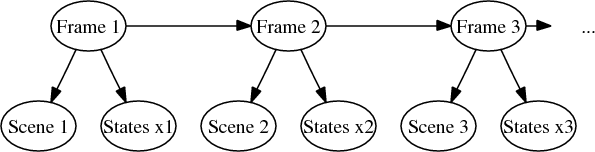 Frame 1 Frame 2 Frame 3 ...
Scene 1 States x1 Scene 2 States x2 Scene 3 States x3